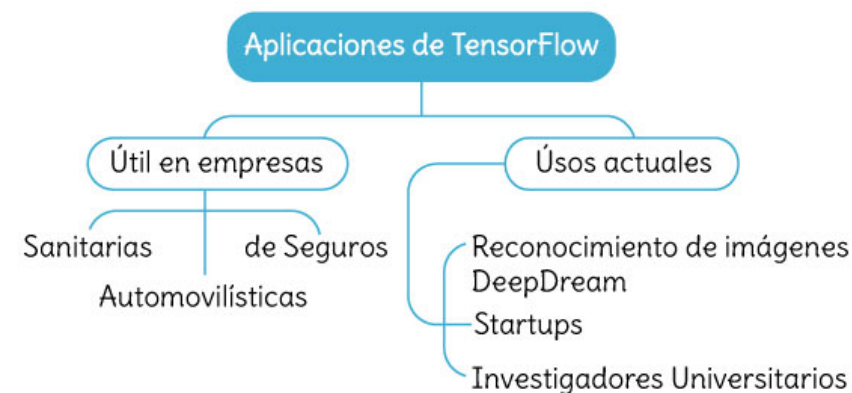 Aplicaciones de TensorFlow
Útil en empresas
Úsos actuales
Sanitarias
de Seguros
Automovilísticas
Reconocimiento de imágenes
DeepDream
Startups
Investigadores Universitarios